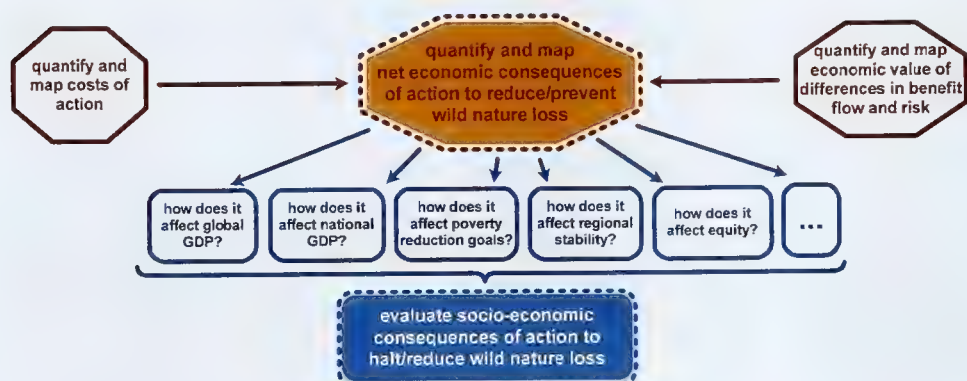 quantify and
map costs of
action
quantify and map
net economic consequences
of action to reduce/prevent
wild nature loss
quantify and map
economic value of
differences in benefit
flow and risk
how does it
affect global
GDP?
how does it
affect national
GDP?
how does it
affect poverty
reduction goals?
how does it
affect regional
stability?
how does it
affect equity?
...
evaluate socio-economic
consequences of action to
halt/reduce wild nature loss